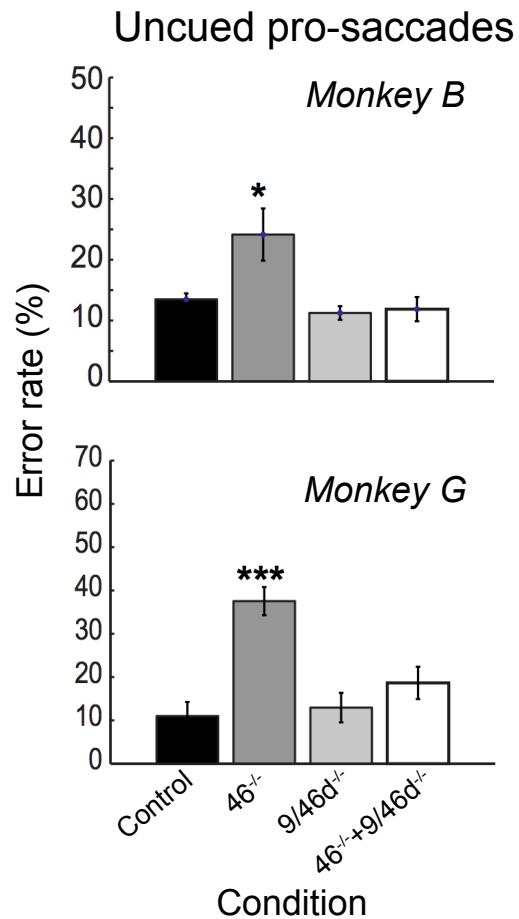 Uncued pro-saccades
Monkey B
50
40
30
20
10
0
*
Error rate (%)
Monkey G
70
60
50
40
30
20
10
0
***
Control
46-/-
9/46d-/-
46-/-+9/46d-/-
Condition